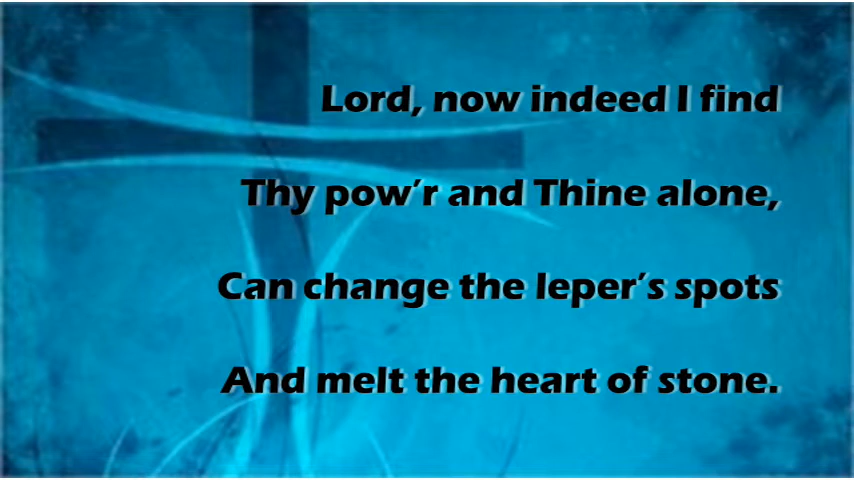 Lord, now indeed I find
Thy pow’r and Thine alone,
Can change the leper’s spots
And melt the heart of stone.